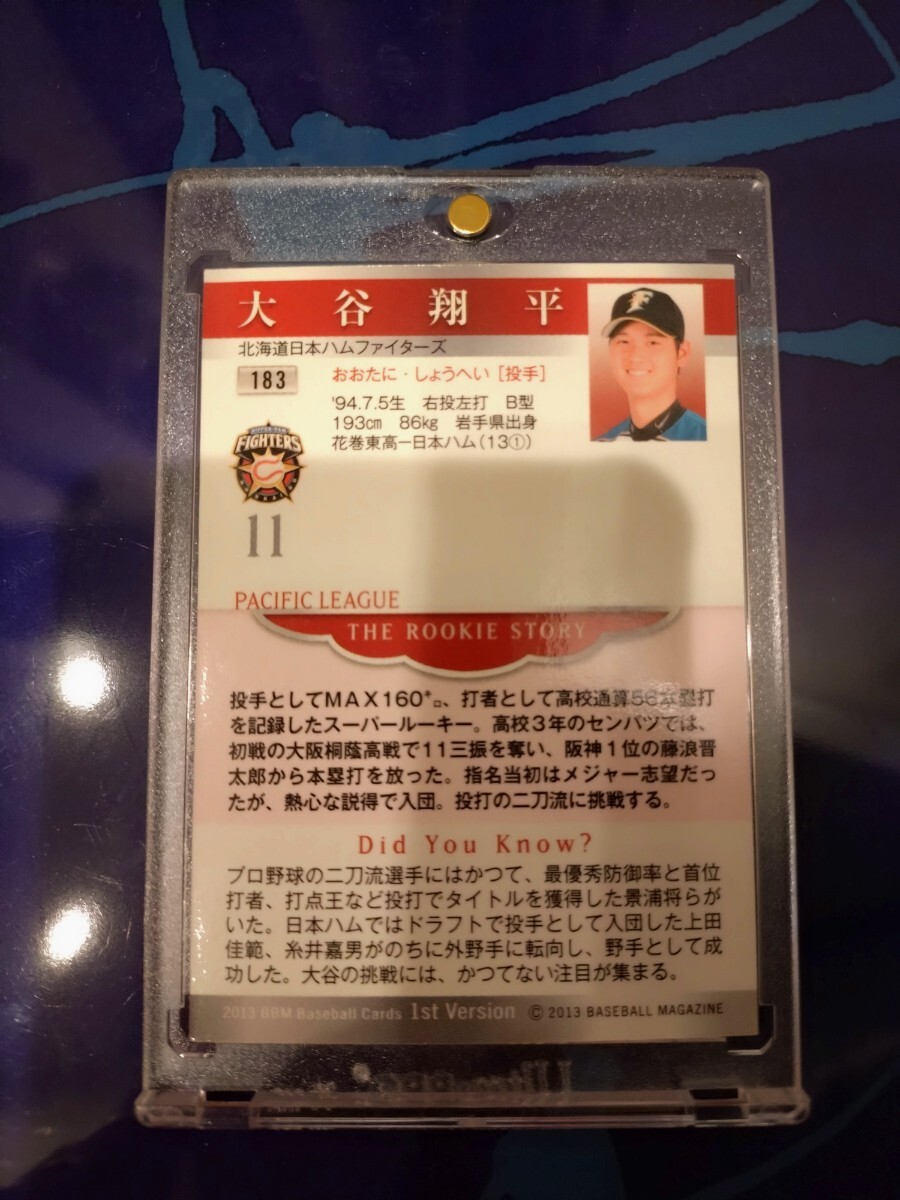 大谷翔平
北海道日本ハムファイターズ
183
おおたに・しょうへい［投手］
'94.7.5生 右投左打 B型
193cm 86kg 岩手県出身
花巻東高ー日本ハム（13①）
FIGHTERS
11
PACIFIC LEAGUE
THE ROOKIE STORY
投手としてMAX160*。、打者として高校通算56本塁打
を記録したスーパールーキー。高校３年のセンバツでは、
初戦の大阪桐蔭高戦で11三振を奪い、阪神１位の藤浪晋
太郎から本塁打を放った。指名当初はメジャー志望だっ
たが、熱心な説得で入団。投打の二刀流に挑戦する。
Did You Know?
プロ野球の二刀流選手にはかつて、最優秀防御率と首位
打者、打点王など投打でタイトルを獲得した景浦将らが
いた。日本ハムではドラフトで投手として入団した上田
佳範、糸井嘉男がのちに外野手に転向し、野手として成
功した。大谷の挑戦には、かつてない注目が集まる。
2013 BBM Baseball Cards 1st Version © 2013 BASEBALL MAGAZINE